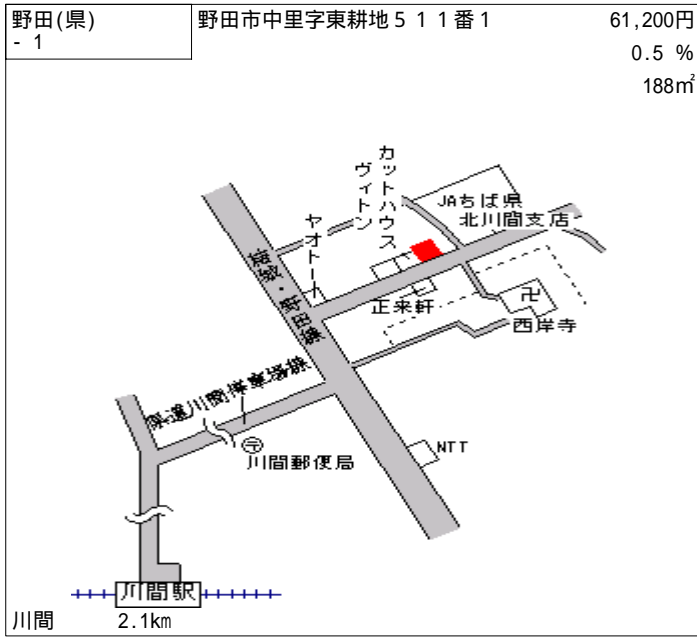 野田(県)
- 1
野田市中里字東耕地５１１番１
61,200円
0.5 %
188㎡
カットハウス
ヴィトン
JAちば県
北川間支店
ヤオトー
正来軒
西岸寺
結城・野田線
県道川間停車場線
川間郵便局
NTT
川間駅
川間 2.1km